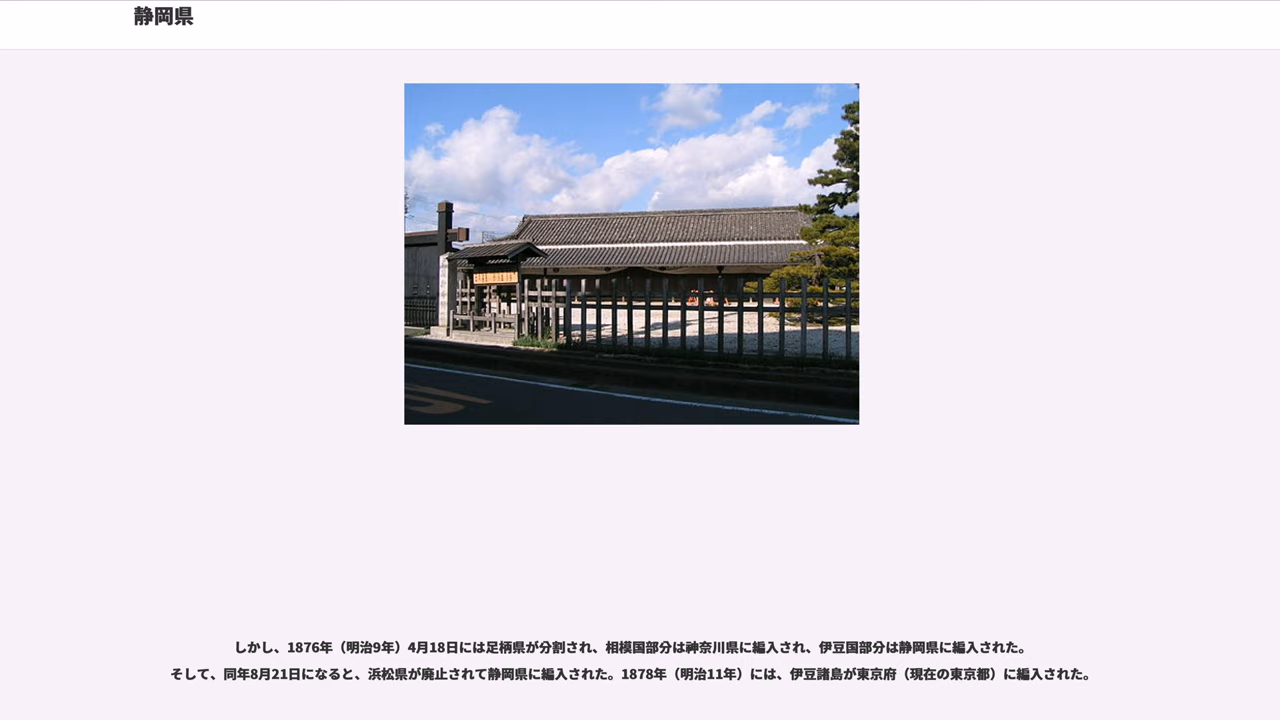 静岡県
しかし、1876年（明治9年）4月18日には足柄県が分割され、相模国部分は神奈川県に編入され、伊豆国部分は静岡県に編入された。
そして、同年8月21日になると、浜松県が廃止されて静岡県に編入された。1878年（明治11年）には、伊豆諸島が東京府（現在の東京都）に編入された。